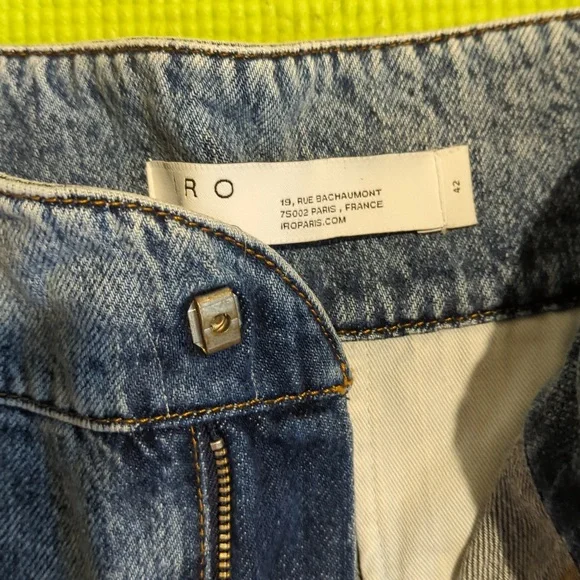 IRO
19, RUE BACHAUMONT
75002 PARIS , FRANCE
IROPARIS.COM
42